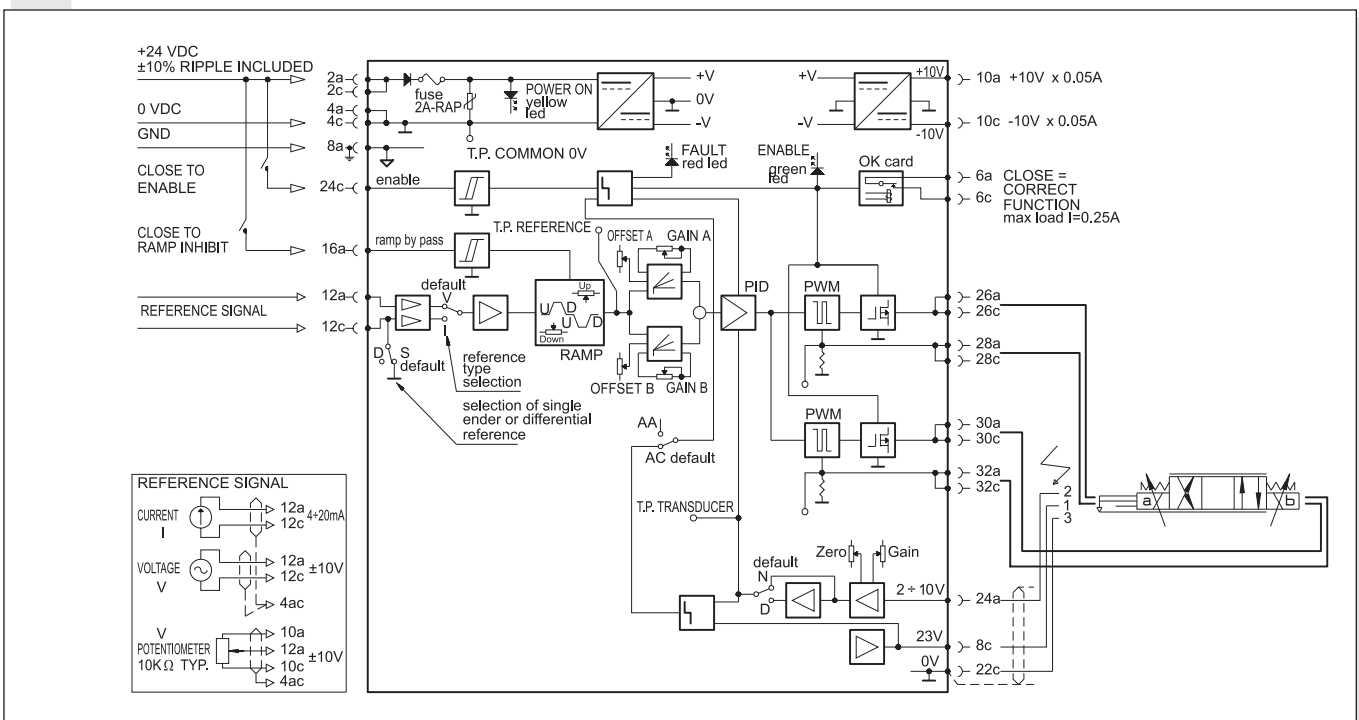 +24 VDC
±10% RIPPLE INCLUDED
2a
2c
0 VDC
4a
4c
GND
8a
CLOSE TO
ENABLE
24c
enable
CLOSE TO
RAMP INHIBIT
16a
ramp by pass
REFERENCE SIGNAL
12a
12c
fuse
2A-RAP
POWER ON
yellow
led
+V
0V
-V
T.P. COMMON 0V
FAULT
red led
+V
-V
+10V
-10V
10a +10V x 0.05A
10c -10V x 0.05A
ENABLE
green
led
OK card
6a CLOSE =
6c CORRECT
FUNCTION
max load I=0.25A
T.P. REFERENCE
OFFSET A
GAIN A
default
V
I
Up
U D
U D
Down
RAMP
OFFSET B
GAIN B
D
S
default
reference
type
selection
selection of single
ender or differential
reference
PID
PWM
26a
26c
28a
28c
PWM
30a
30c
32a
32c
AA
AC default
T.P. TRANSDUCER
2
1
3
a
b
default
N
D
Zero
Gain
2 ÷ 10V
24a
23V
8c
0V
22c
REFERENCE SIGNAL
CURRENT
I
12a
12c
4÷20mA
VOLTAGE
V
12a
12c
±10V
4ac
V
POTENTIOMETER
10KΩ TYP.
10a
12a
10c
±10V
4ac